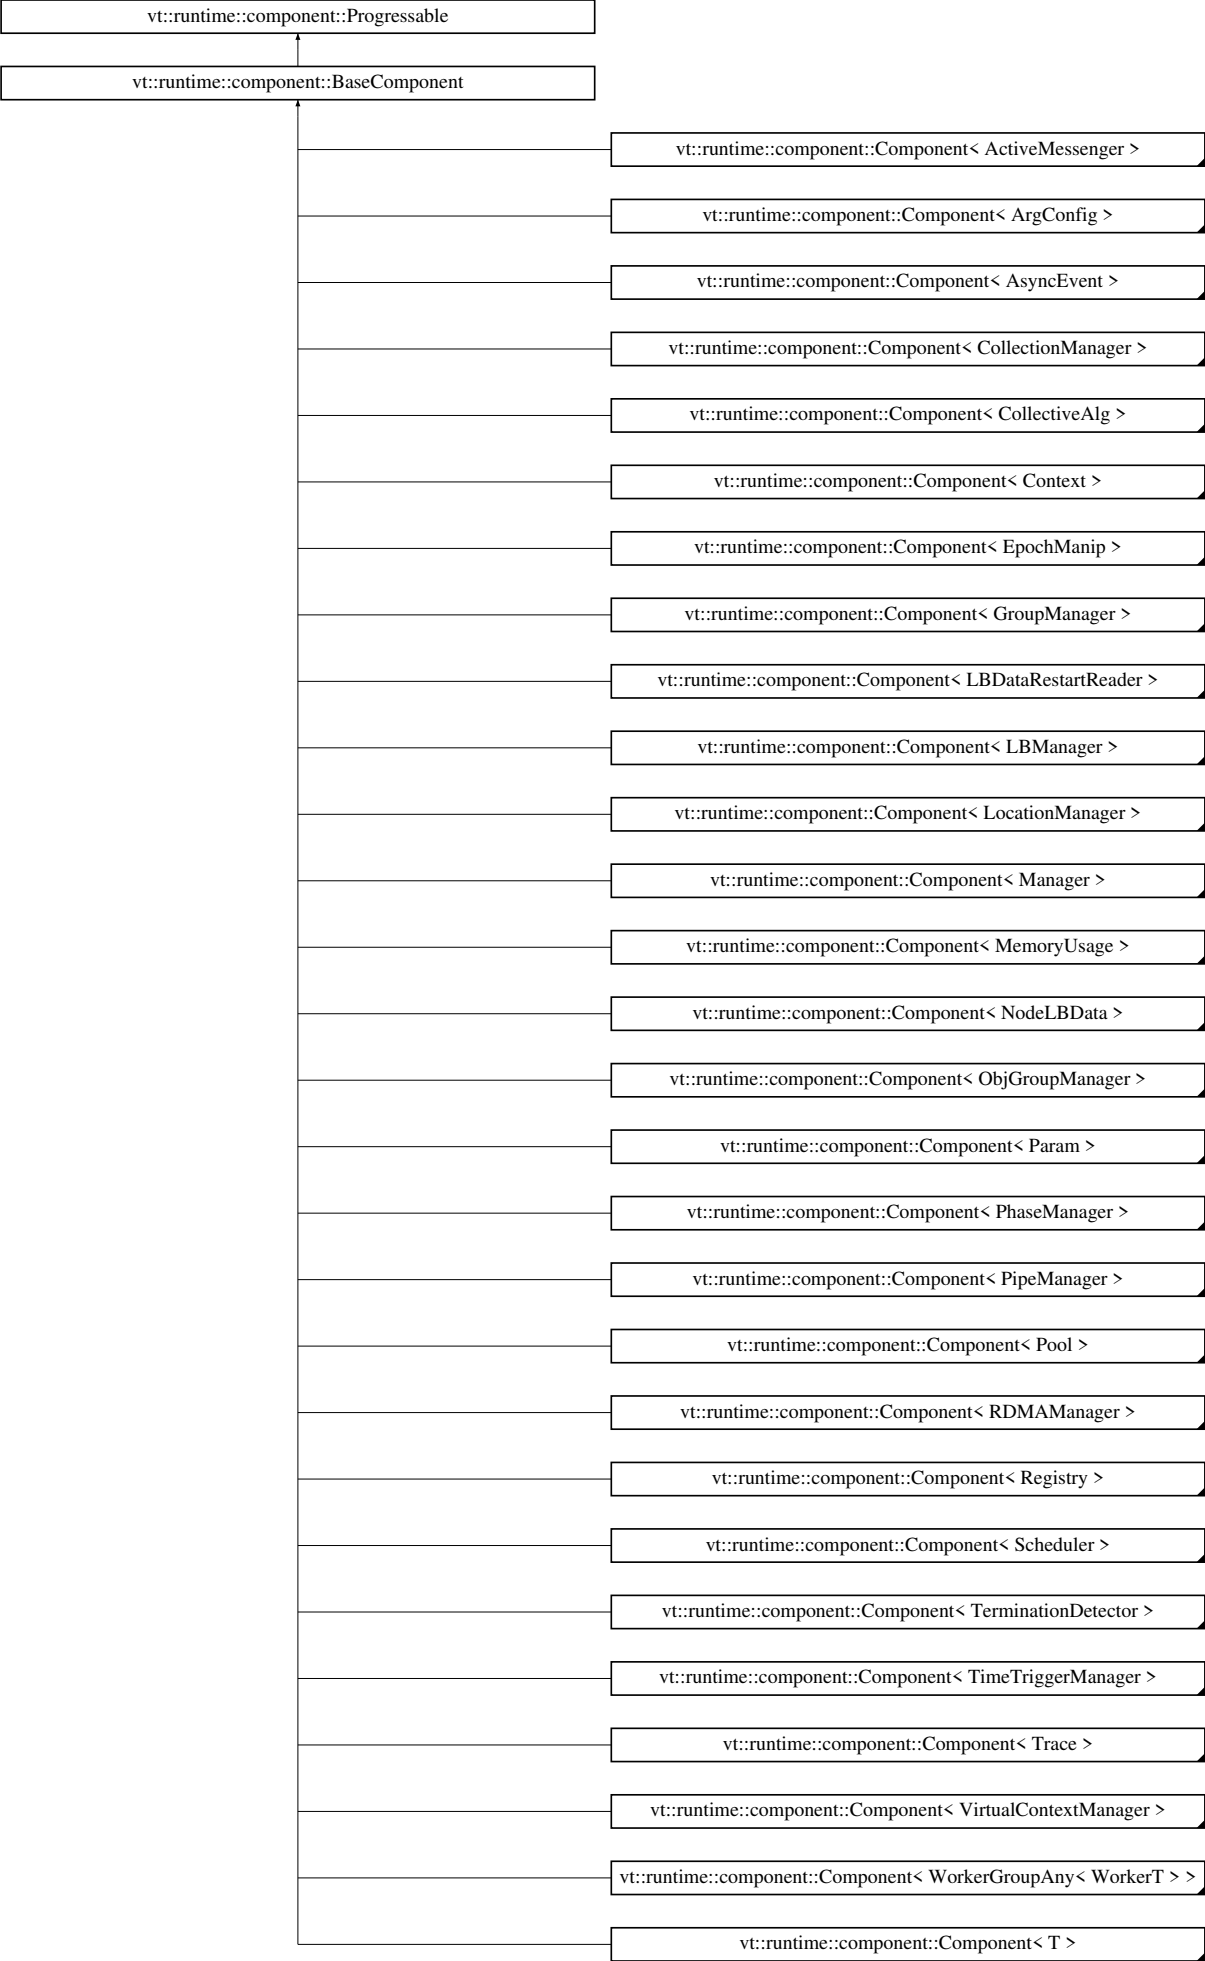 vt::runtime::component::Progressable
vt::runtime::component::BaseComponent
vt::runtime::component::Component< ActiveMessenger >
vt::runtime::component::Component< ArgConfig >
vt::runtime::component::Component< AsyncEvent >
vt::runtime::component::Component< CollectionManager >
vt::runtime::component::Component< CollectiveAlg >
vt::runtime::component::Component< Context >
vt::runtime::component::Component< EpochManip >
vt::runtime::component::Component< GroupManager >
vt::runtime::component::Component< LBDataRestartReader >
vt::runtime::component::Component< LBManager >
vt::runtime::component::Component< LocationManager >
vt::runtime::component::Component< Manager >
vt::runtime::component::Component< MemoryUsage >
vt::runtime::component::Component< NodeLBData >
vt::runtime::component::Component< ObjGroupManager >
vt::runtime::component::Component< Param >
vt::runtime::component::Component< PhaseManager >
vt::runtime::component::Component< PipeManager >
vt::runtime::component::Component< Pool >
vt::runtime::component::Component< RDMAManager >
vt::runtime::component::Component< Registry >
vt::runtime::component::Component< Scheduler >
vt::runtime::component::Component< TerminationDetector >
vt::runtime::component::Component< TimeTriggerManager >
vt::runtime::component::Component< Trace >
vt::runtime::component::Component< VirtualContextManager >
vt::runtime::component::Component< WorkerGroupAny< WorkerT > >
vt::runtime::component::Component< T >